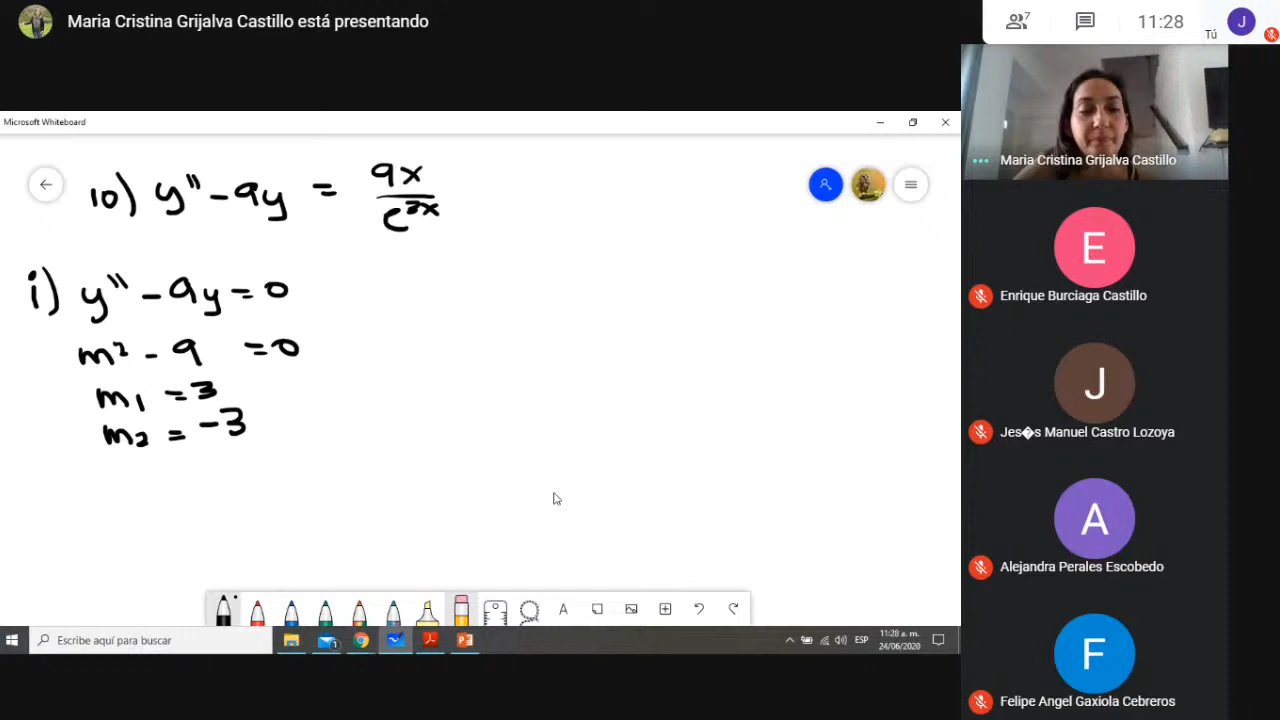 Maria Cristina Grijalva Castillo está presentando
7
11:28
J
Tú
Microsoft Whiteboard
10) y'' - 9y = 9x / e^3x
i) y'' - 9y = 0
m² - 9 = 0
m₁ = 3
m₂ = -3
A
Escribe aquí para buscar
1
ESP
11:28 a. m.
24/06/2020
Maria Cristina Grijalva Castillo
E
Enrique Burciaga Castillo
J
Jes�s Manuel Castro Lozoya
A
Alejandra Perales Escobedo
F
Felipe Angel Gaxiola Cebreros